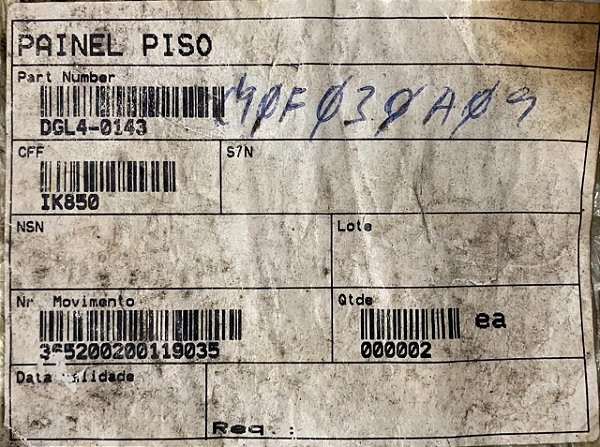 PAINEL PISO
Part Number
DGL4-0143
CFF
S/N
IK850
NSN
Lote
Nr Movimento
Qtde
ea
000002
Data
Req.: